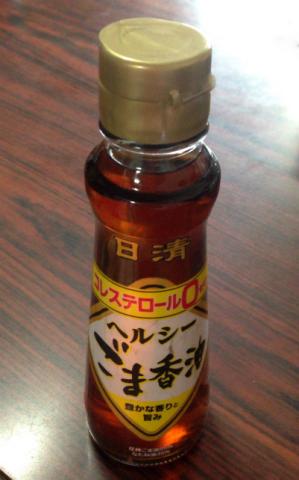 日清
コレステロール0
ヘルシー
ごま香油
豊かな香りと
旨み